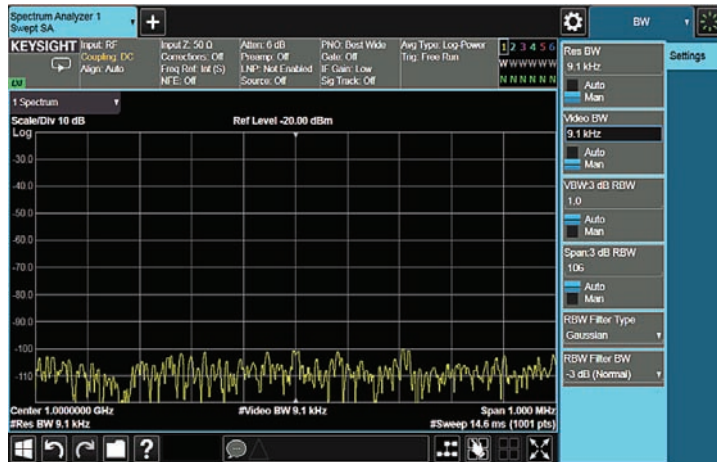 Spectrum Analyzer 1
Swept SA
+
BW
KEYSIGHT Input: RF
Coupling: DC
Align: Auto
Input Z: 50 Ω
Corrections: Off
Freq Ref: Int (S)
NFE: Off
Atten: 6 dB
Preamp: Off
LNP: Not Enabled
Source: Off
PNO: Best Wide
Gate: Off
IF Gain: Low
Sig Track: Off
Avg Type: Log-Power
Trig: Free Run
1 2 3 4 5 6
W W W W W W
N N N N N N
1 Spectrum
Scale/Div 10 dB
Ref Level -20.00 dBm
Log
-30.0
-40.0
-50.0
-60.0
-70.0
-80.0
-90.0
-100
-110
Center 1.0000000 GHz
#Video BW 9.1 kHz
Span 1.000 MHz
#Res BW 9.1 kHz
#Sweep 14.6 ms (1001 pts)
?
Res BW
9.1 kHz
Auto
Man
Video BW
9.1 kHz
Auto
Man
VBW:3 dB RBW
1.0
Auto
Man
Span:3 dB RBW
106
Auto
Man
RBW Filter Type
Gaussian
RBW Filter BW
-3 dB (Normal)
Settings